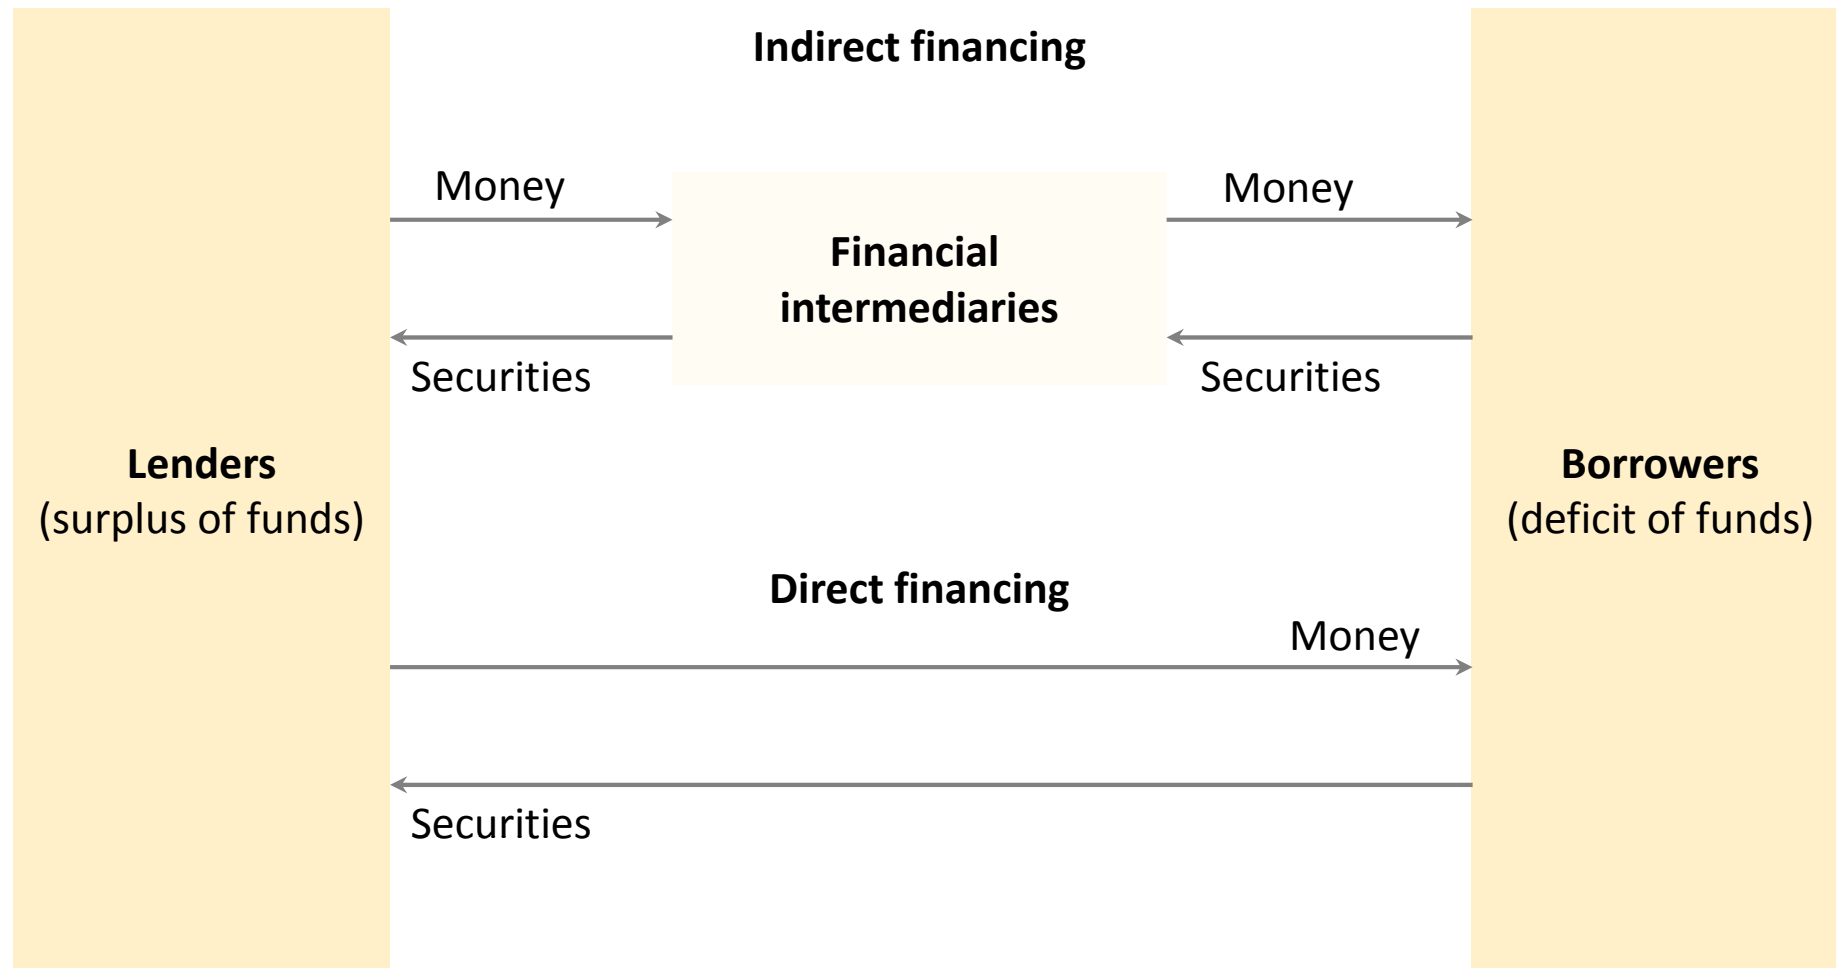 Indirect financing
Money
Money
Financial
intermediaries
Securities
Securities
Lenders
(surplus of funds)
Borrowers
(deficit of funds)
Direct financing
Money
Securities